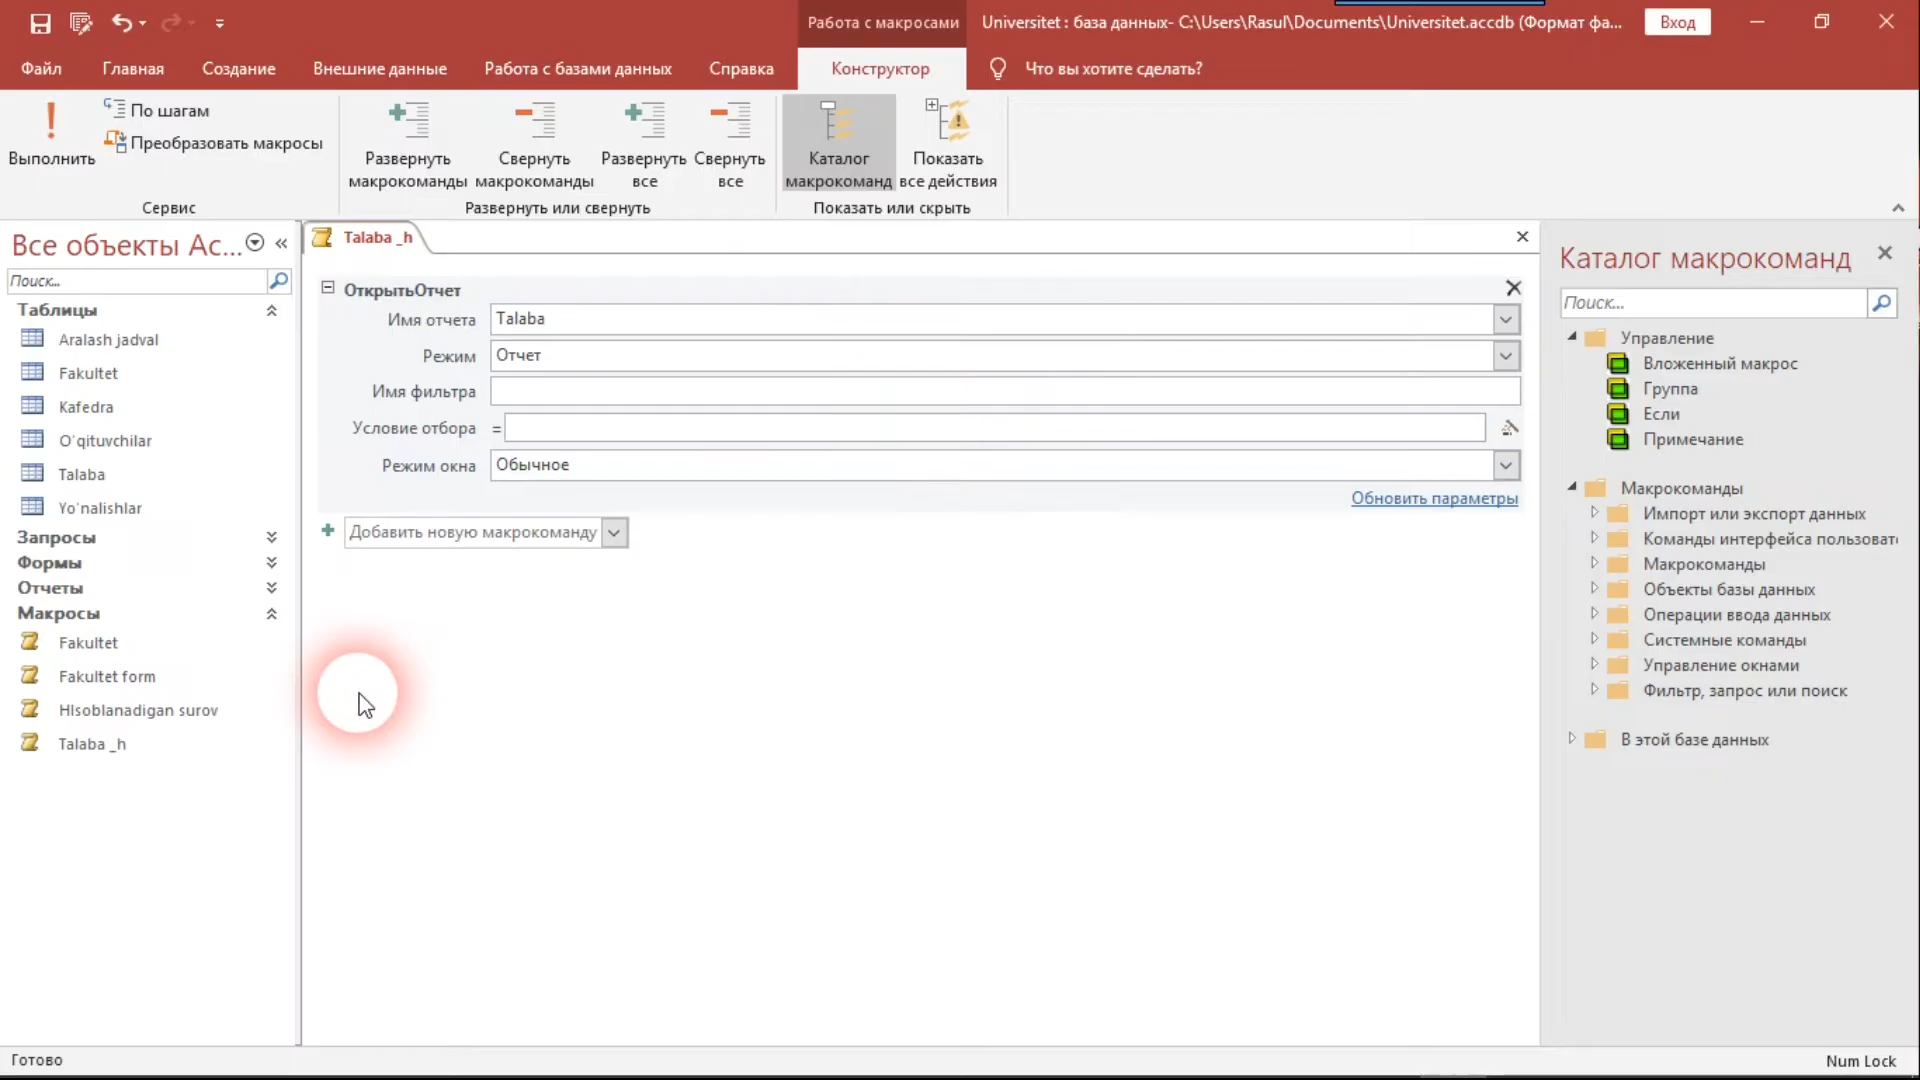 Работа с макросами
Universitet : база данных- C:\Users\Rasul\Documents\Universitet.accdb (Формат фа...
Вход
Файл
Главная
Создание
Внешние данные
Работа с базами данных
Справка
Конструктор
Что вы хотите сделать?
Выполнить
По шагам
Преобразовать макросы
Сервис
Развернуть
макрокоманды
Свернуть
макрокоманды
Развернуть
все
Свернуть
все
Развернуть или свернуть
Каталог
макрокоманд
Показать
все действия
Показать или скрыть
Все объекты Ac...
Поиск...
Таблицы
Aralash jadval
Fakultet
Kafedra
O'qituvchilar
Talaba
Yo'nalishlar
Запросы
Формы
Отчеты
Макросы
Fakultet
Fakultet form
HIsoblanadigan surov
Talaba _h
Talaba _h
ОткрытьОтчет
Имя отчета
Talaba
Режим
Отчет
Имя фильтра
Условие отбора
=
Режим окна
Обычное
Обновить параметры
Добавить новую макрокоманду
Каталог макрокоманд
Поиск...
Управление
Вложенный макрос
Группа
Если
Примечание
Макрокоманды
Импорт или экспорт данных
Команды интерфейса пользоват
Макрокоманды
Объекты базы данных
Операции ввода данных
Системные команды
Управление окнами
Фильтр, запрос или поиск
В этой базе данных
Готово
Num Lock